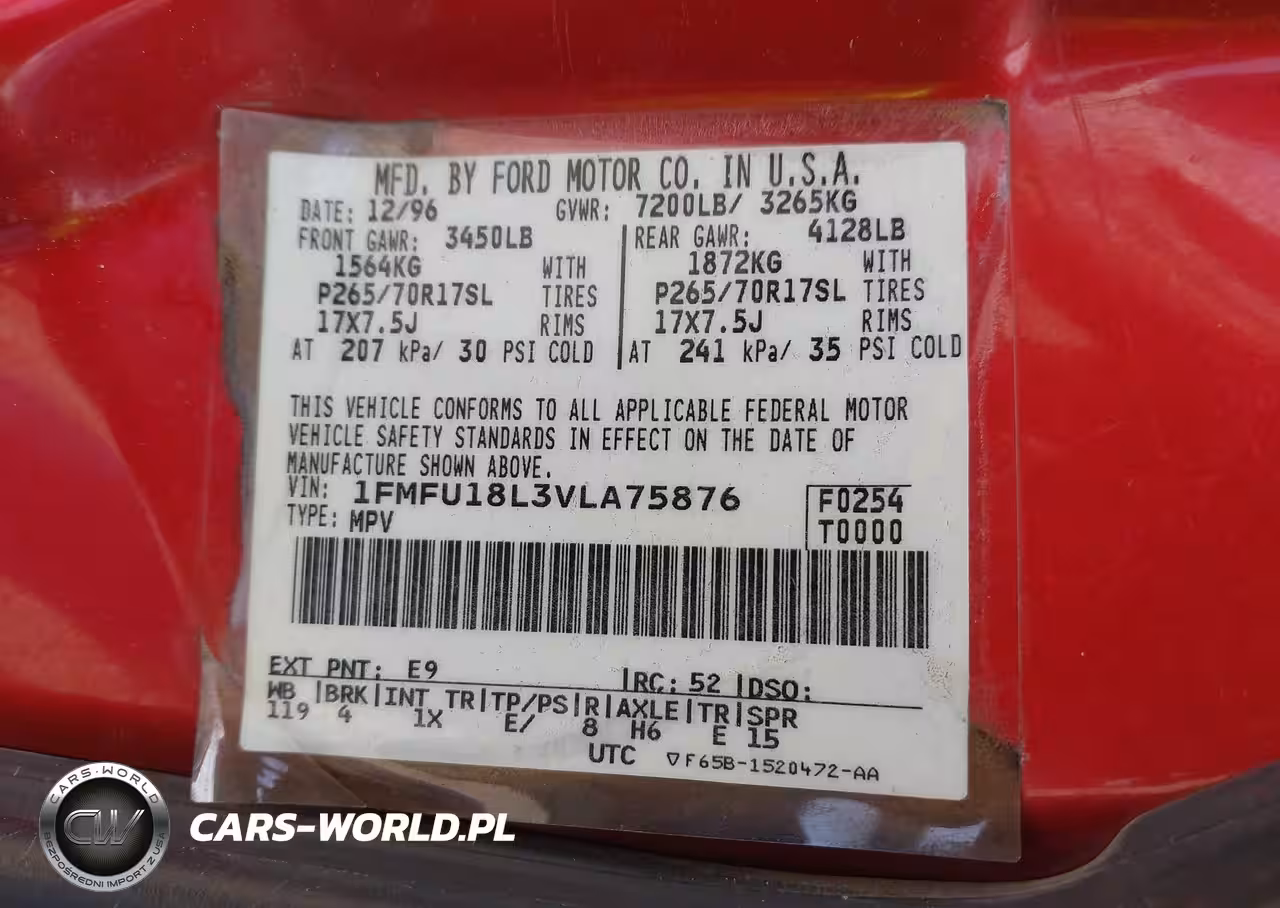 MFD. BY FORD MOTOR CO. IN U.S.A.
DATE: 12/96 GVWR: 7200LB/ 3265KG
FRONT GAWR: 3450LB REAR GAWR: 4128LB
1564KG WITH 1872KG WITH
P265/70R17SL TIRES P265/70R17SL TIRES
17X7.5J RIMS 17X7.5J RIMS
AT 207 kPa/ 30 PSI COLD AT 241 kPa/ 35 PSI COLD
THIS VEHICLE CONFORMS TO ALL APPLICABLE FEDERAL MOTOR
VEHICLE SAFETY STANDARDS IN EFFECT ON THE DATE OF
MANUFACTURE SHOWN ABOVE.
VIN: 1FMFU18L3VLA75876 F0254
TYPE: MPV T0000
EXT PNT: E9 RC: 52 DSO:
WB BRK INT TR TP/PS R AXLE TR SPR
119 4 1X E/ 8 H6 E 15
UTC ▽F65B-1520472-AA
CARS-WORLD
CW
BEZPOŚREDNI IMPORT Z USA
CARS-WORLD.PL